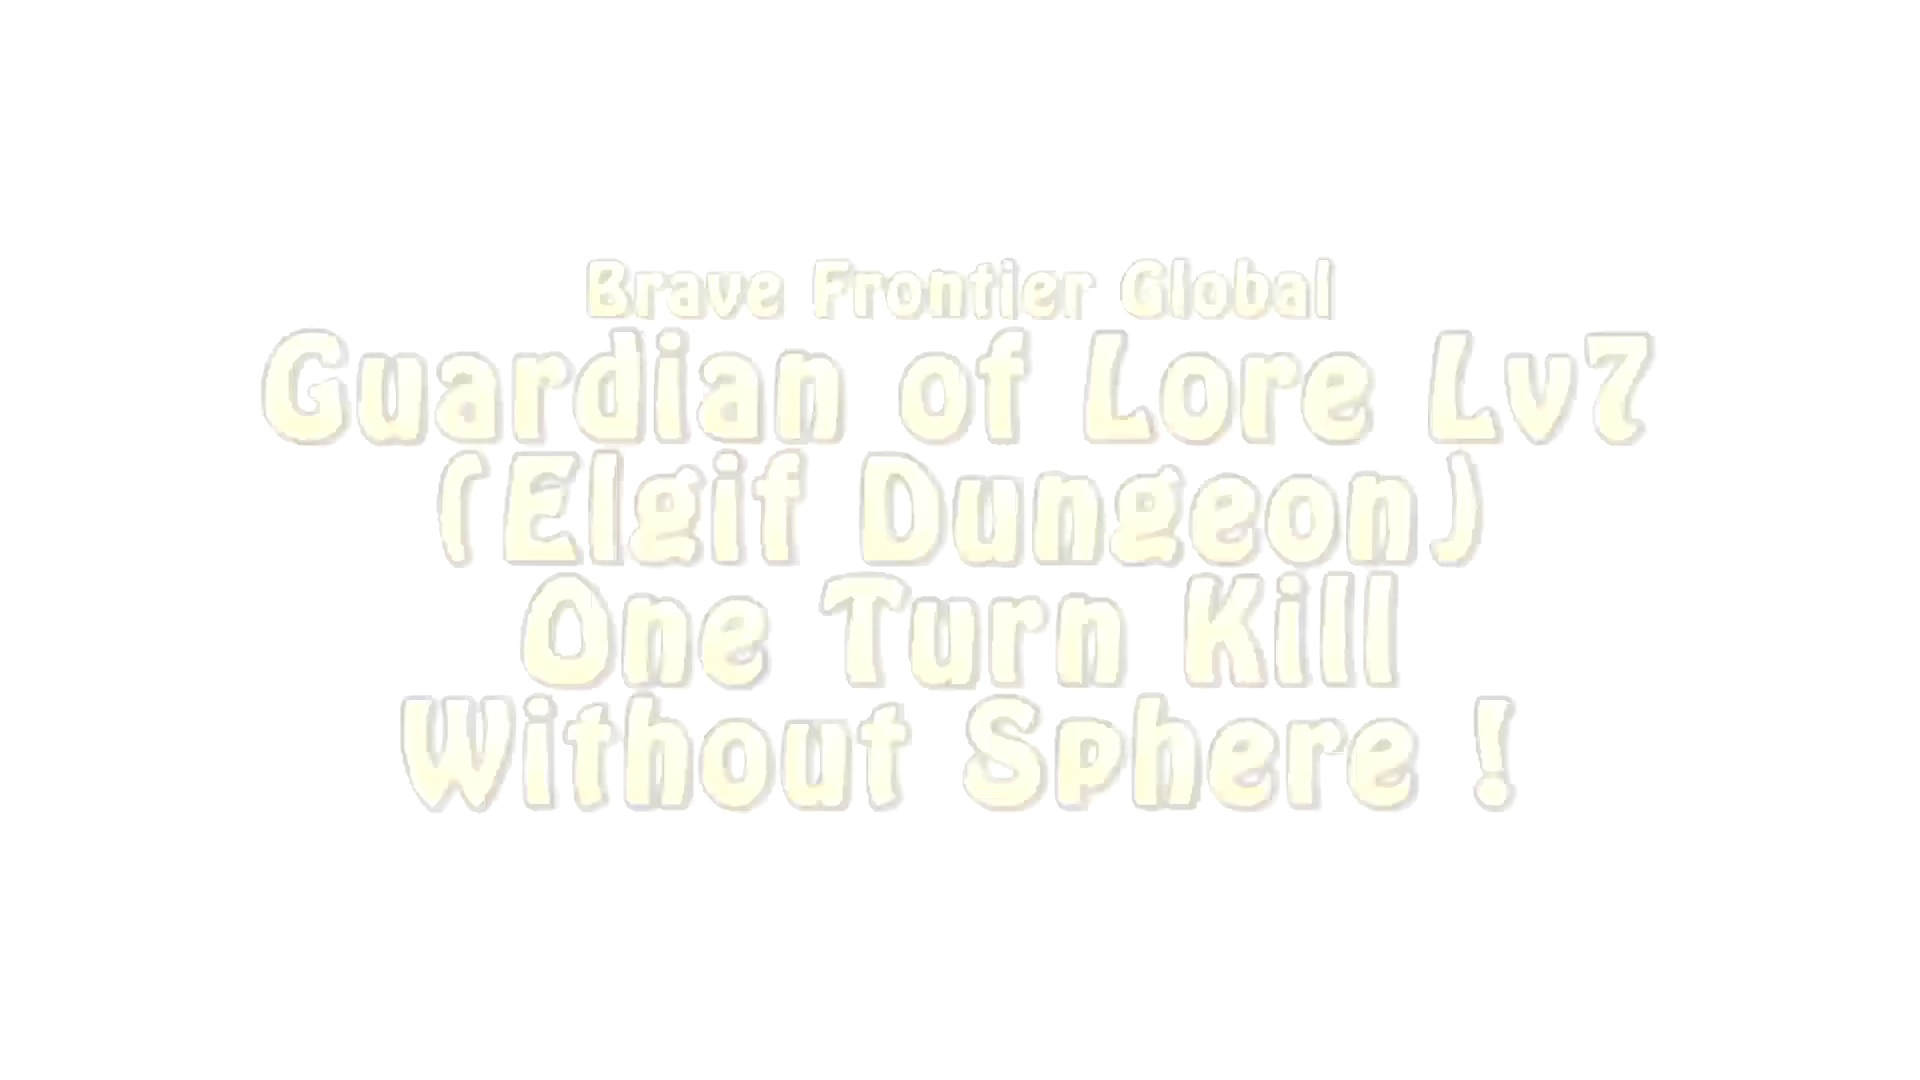 Brave Frontier Global
Guardian of Lore Lv7
(Elgif Dungeon)
One Turn Kill
Without Sphere !